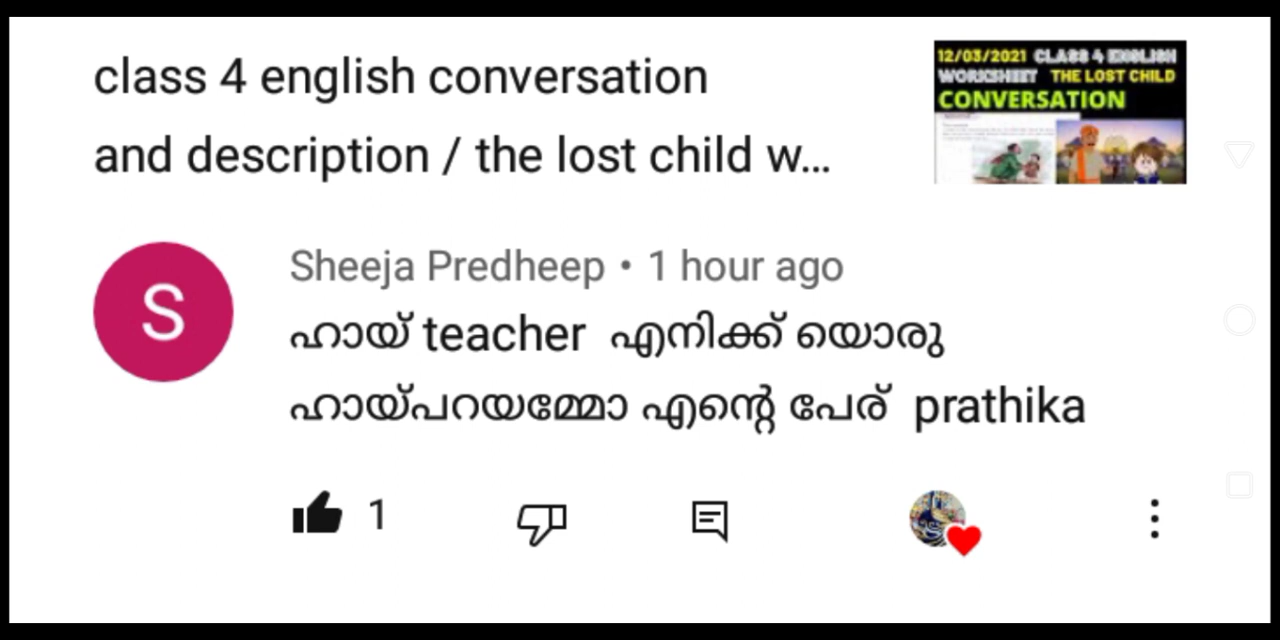 class 4 english conversation
and description / the lost child w...
12/03/2021 CLASS 4 ENGLISH
WORKSHEET THE LOST CHILD
CONVERSATION
Sheeja Predheep • 1 hour ago
ഹായ് teacher എനിക്ക് യൊരു
ഹായ്പറയമ്മോ എന്റെ പേര് prathika
1